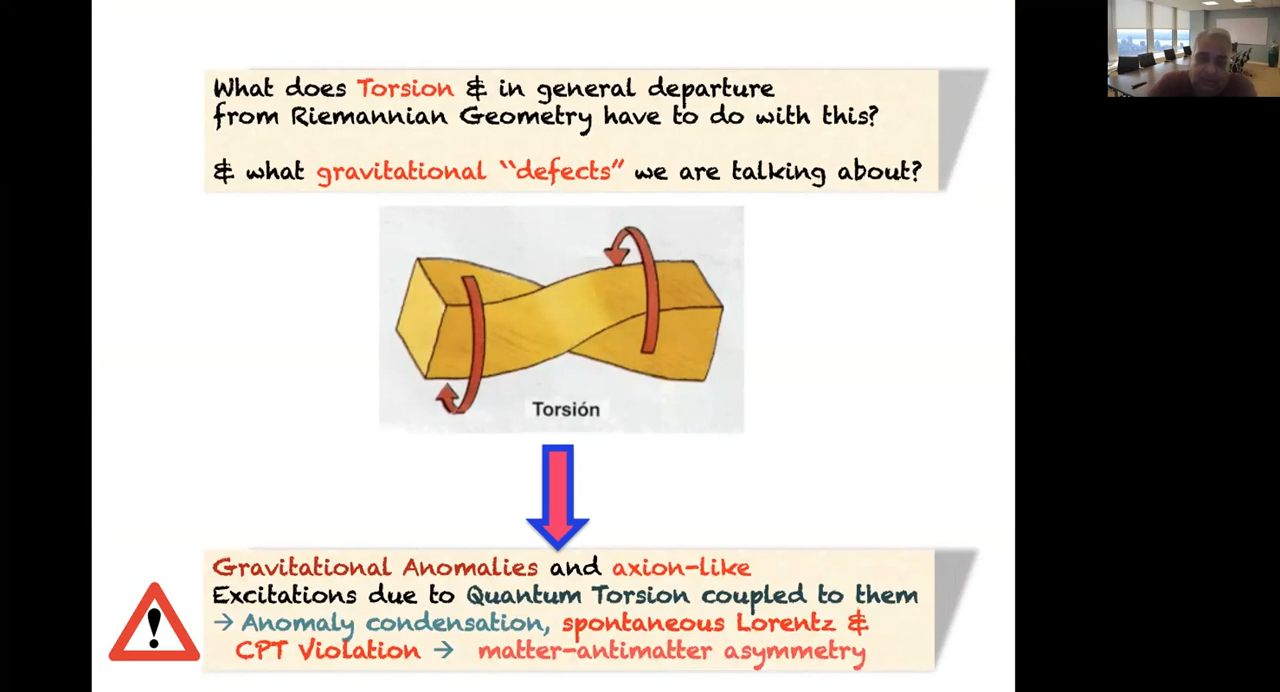 What does Torsion & in general departure
from Riemannian Geometry have to do with this?
& what gravitational “defects” we are talking about?
Torsión
Gravitational Anomalies and axion-like
Excitations due to Quantum Torsion coupled to them
→ Anomaly condensation, spontaneous Lorentz &
CPT Violation → matter-antimatter asymmetry